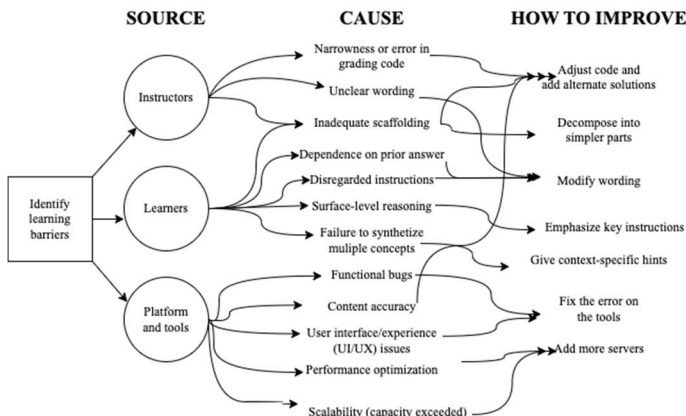 SOURCE
CAUSE
HOW TO IMPROVE
Identify
learning
barriers
Instructors
Learners
Platform
and tools
Narrowness or error in
grading code
Unclear wording
Inadequate scaffolding
Dependence on prior answer
Disregarded instructions
Surface-level reasoning
Failure to synthetize
muliple concepts
Functional bugs
Content accuracy
User interface/experience
(UI/UX) issues
Performance optimization
Scalability (capacity exceeded)
Adjust code and
add alternate solutions
Decompose into
simpler parts
Modify wording
Emphasize key instructions
Give context-specific hints
Fix the error on
the tools
Add more servers